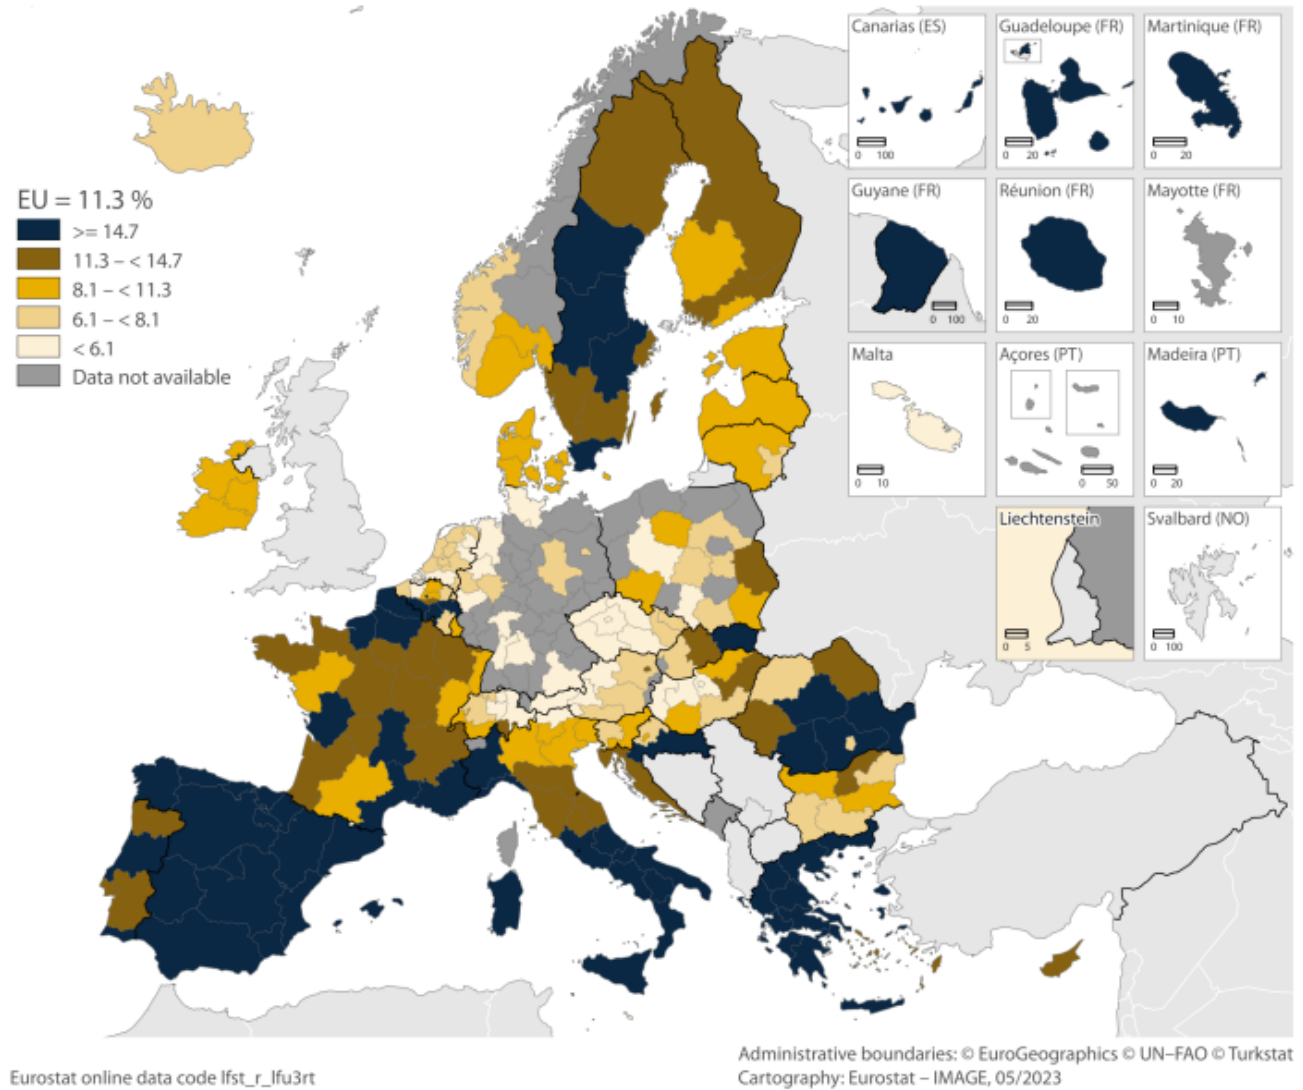 Canarias (ES)
0 100
Guadeloupe (FR)
0 20
Martinique (FR)
0 20
Guyane (FR)
0 100
Réunion (FR)
0 20
Mayotte (FR)
0 10
Malta
0 10
Açores (PT)
0 50
Madeira (PT)
0 20
Liechtenstein
0 5
Svalbard (NO)
0 100
EU = 11.3 %
>= 14.7
11.3 – < 14.7
8.1 – < 11.3
6.1 – < 8.1
< 6.1
Data not available
Administrative boundaries: © EuroGeographics © UN–FAO © Turkstat
Cartography: Eurostat – IMAGE, 05/2023
Eurostat online data code lfst_r_lfu3rt